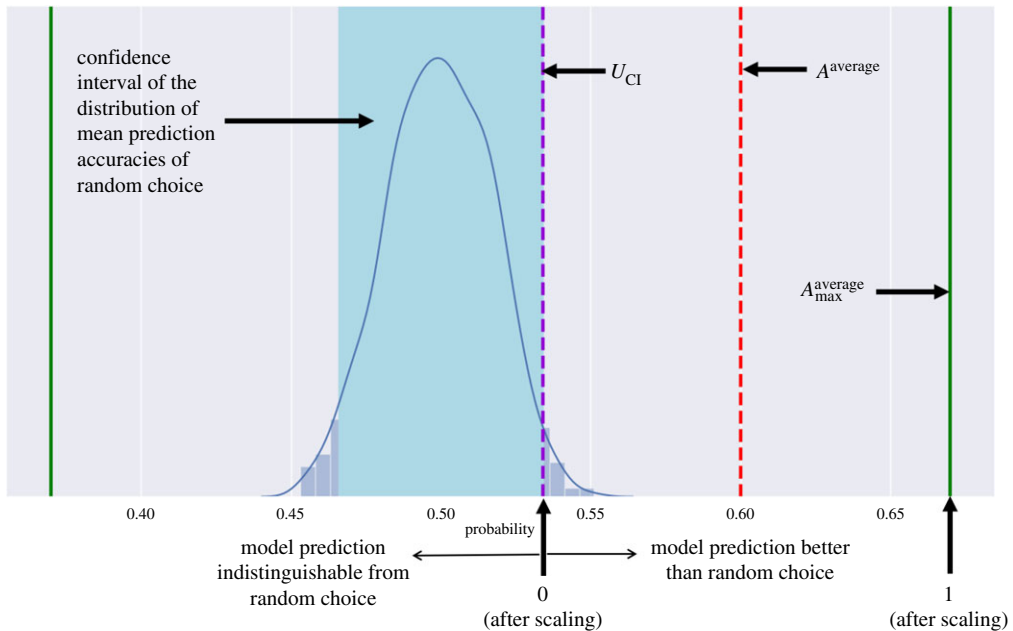 confidence
interval of the
distribution of
mean prediction
accuracies of
random choice
U_CI
A^average
A_max^average
0.40 0.45 0.50 0.55 0.60 0.65
probability
model prediction
indistinguishable from
random choice
model prediction better
than random choice
0
(after scaling)
1
(after scaling)